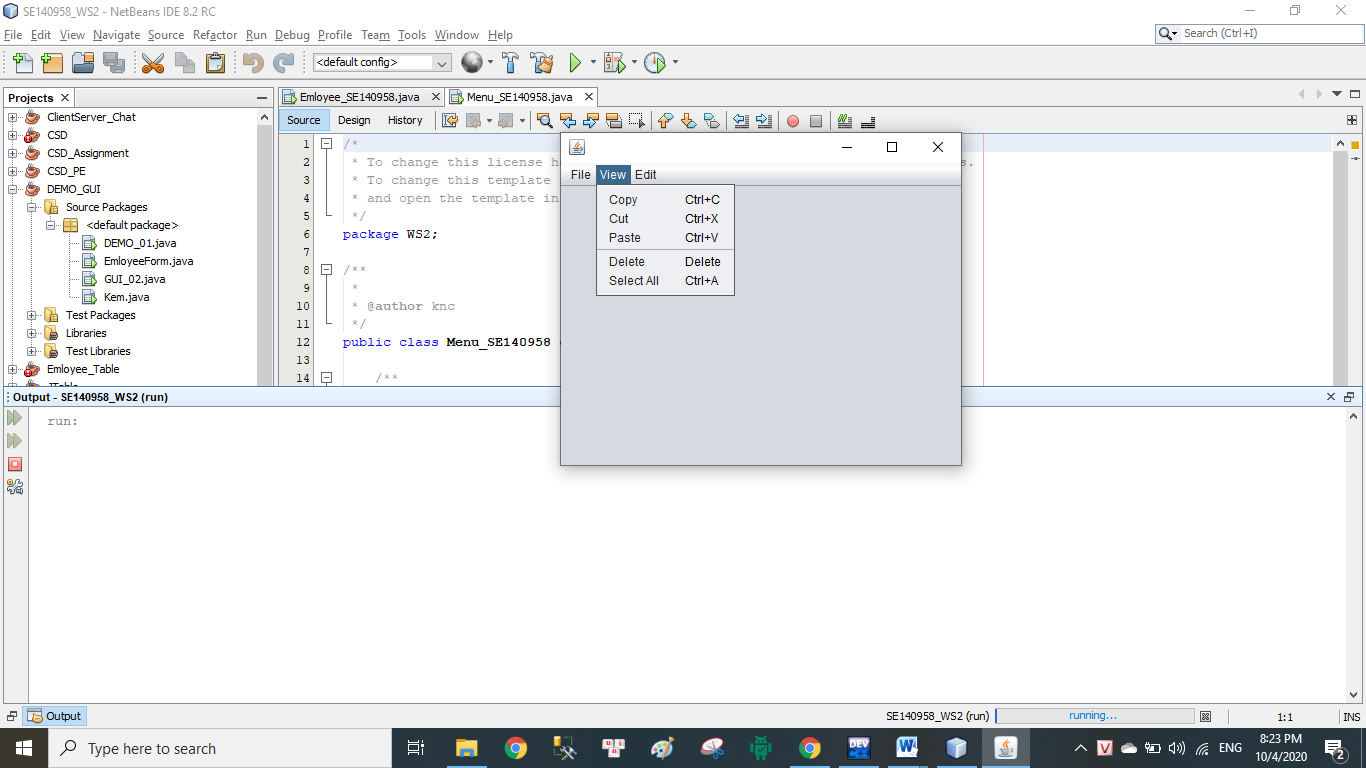 SE140958_WS2 - NetBeans IDE 8.2 RC
File Edit View Navigate Source Refactor Run Debug Profile Team Tools Window Help
Search (Ctrl+I)
<default config>
Projects
Emloyee_SE140958.java
Menu_SE140958.java
Source Design History
ClientServer_Chat
CSD
CSD_Assignment
CSD_PE
DEMO_GUI
Source Packages
<default package>
DEMO_01.java
EmloyeeForm.java
GUI_02.java
Kem.java
Test Packages
Libraries
Test Libraries
Emloyee_Table
1 /*
2 * To change this license s.
3 * To change this template
4 * and open the template in
5 */
6 package WS2;
7
8 /**
9 *
10 * @author knc
11 */
12 public class Menu_SE140958
13
14 /**
File View Edit
Copy Ctrl+C
Cut Ctrl+X
Paste Ctrl+V
Delete Delete
Select All Ctrl+A
Output - SE140958_WS2 (run)
run:
Output
SE140958_WS2 (run)
running...
1:1
INS
Type here to search
DEV
ENG
8:23 PM
10/4/2020
2